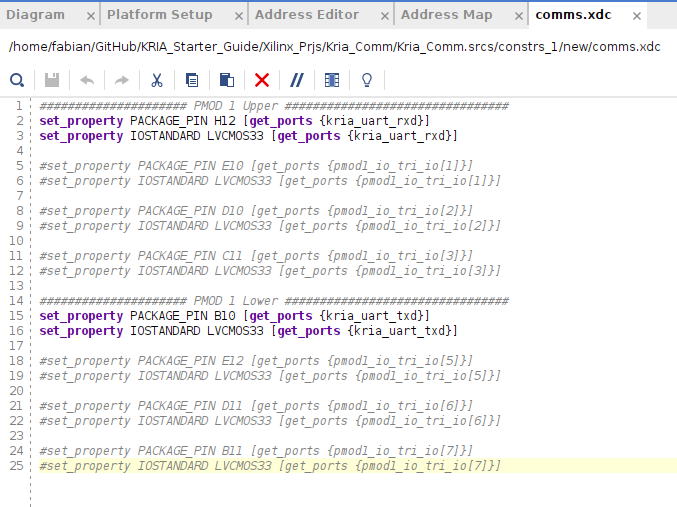 Diagram × Platform Setup × Address Editor × Address Map × comms.xdc ×
/home/fabian/GitHub/KRIA_Starter_Guide/Xilinx_Prjs/Kria_Comm/Kria_Comm.srcs/constrs_1/new/comms.xdc
1 ##################### PMOD 1 Upper ################################
2 set_property PACKAGE_PIN H12 [get_ports {kria_uart_rxd}]
3 set_property IOSTANDARD LVCMOS33 [get_ports {kria_uart_rxd}]
4
5 #set_property PACKAGE_PIN E10 [get_ports {pmod1_io_tri_io[1]}]
6 #set_property IOSTANDARD LVCMOS33 [get_ports {pmod1_io_tri_io[1]}]
7
8 #set_property PACKAGE_PIN D10 [get_ports {pmod1_io_tri_io[2]}]
9 #set_property IOSTANDARD LVCMOS33 [get_ports {pmod1_io_tri_io[2]}]
10
11 #set_property PACKAGE_PIN C11 [get_ports {pmod1_io_tri_io[3]}]
12 #set_property IOSTANDARD LVCMOS33 [get_ports {pmod1_io_tri_io[3]}]
13
14 ##################### PMOD 1 Lower ################################
15 set_property PACKAGE_PIN B10 [get_ports {kria_uart_txd}]
16 set_property IOSTANDARD LVCMOS33 [get_ports {kria_uart_txd}]
17
18 #set_property PACKAGE_PIN E12 [get_ports {pmod1_io_tri_io[5]}]
19 #set_property IOSTANDARD LVCMOS33 [get_ports {pmod1_io_tri_io[5]}]
20
21 #set_property PACKAGE_PIN D11 [get_ports {pmod1_io_tri_io[6]}]
22 #set_property IOSTANDARD LVCMOS33 [get_ports {pmod1_io_tri_io[6]}]
23
24 #set_property PACKAGE_PIN B11 [get_ports {pmod1_io_tri_io[7]}]
25 #set_property IOSTANDARD LVCMOS33 [get_ports {pmod1_io_tri_io[7]}]